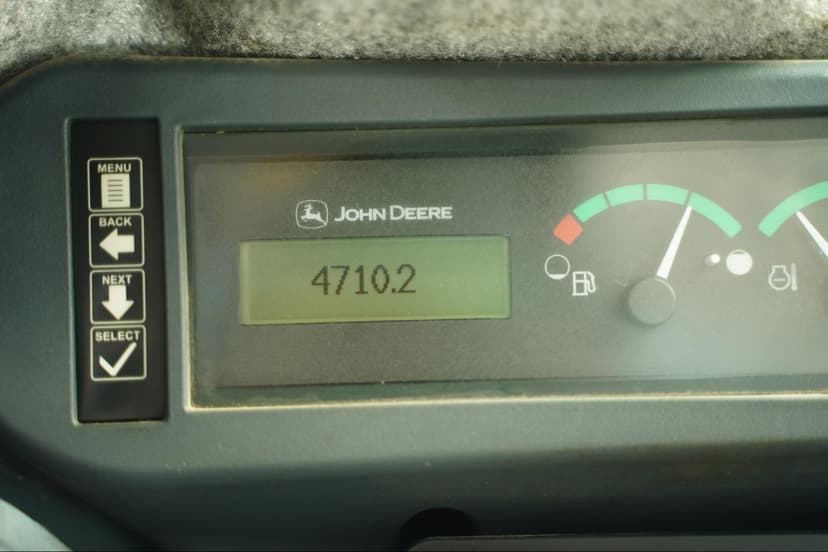 MENU
BACK
NEXT
SELECT
JOHN DEERE
4710.2